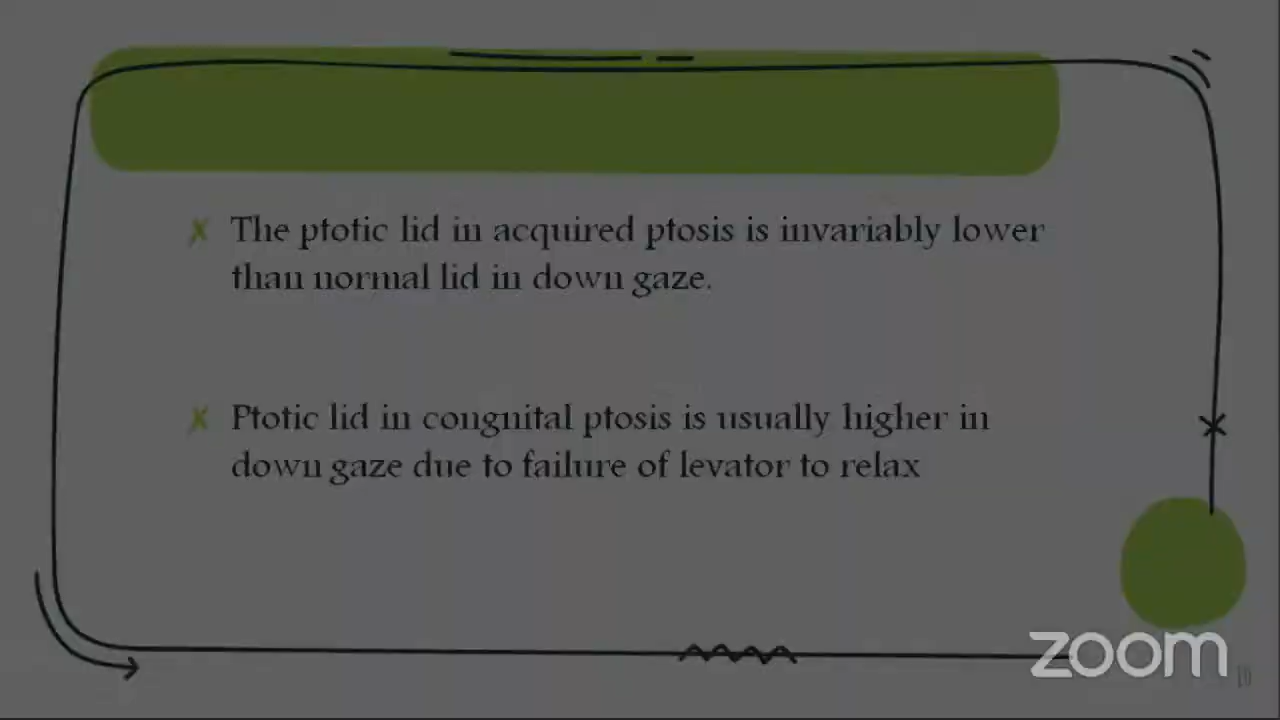 The ptotic lid in acquired ptosis is invariably lower
than normal lid in down gaze.
Ptotic lid in congnital ptosis is usually higher in
down gaze due to failure of levator to relax
zoom